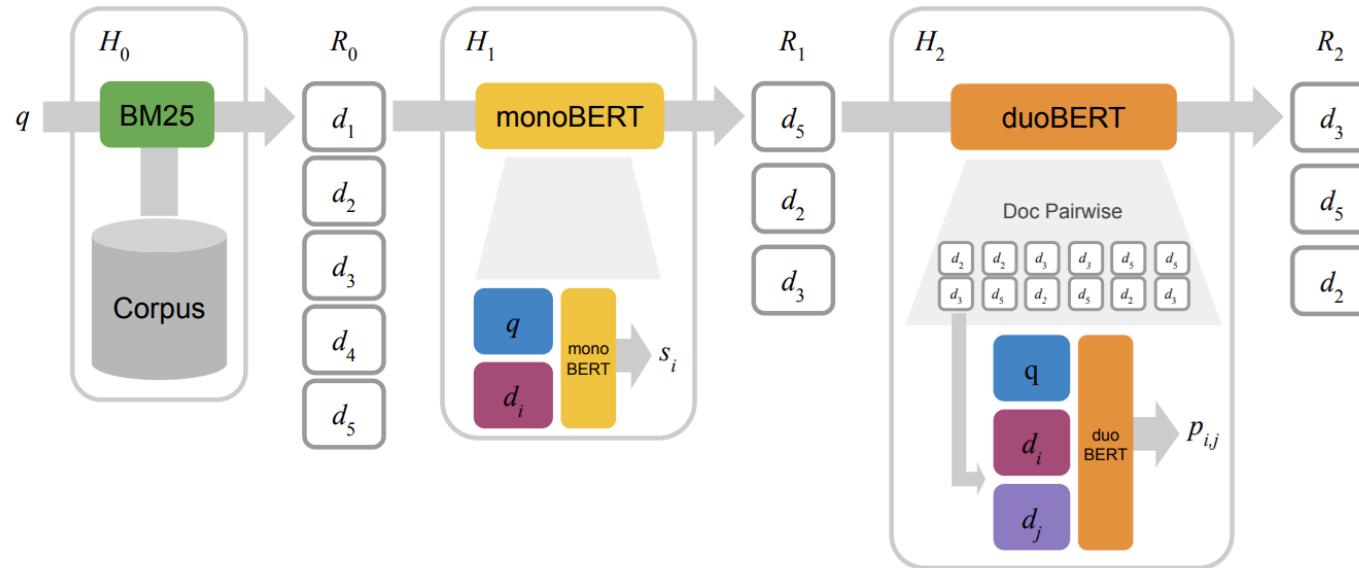 H0
R0
H1
R1
H2
R2
q
BM25
d1
monoBERT
d5
duoBERT
d3
d2
d2
d5
Doc Pairwise
d3
d3
d2
d2 d2 d3 d3 d5 d5
d3 d5 d2 d5 d2 d3
Corpus
d4
d5
q
di
mono
BERT
si
q
di
dj
duo
BERT
pi,j